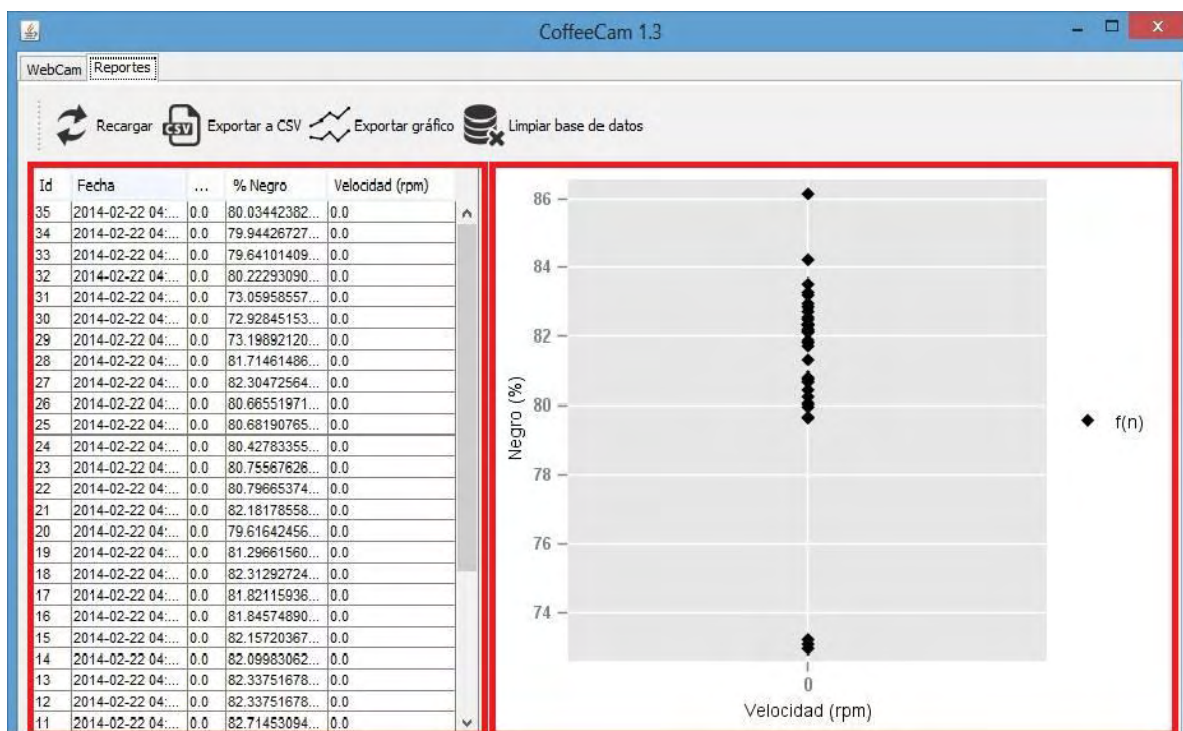 CoffeeCam 1.3
WebCam Reportes
Recargar CSV Exportar a CSV Exportar gráfico Limpiar base de datos
Id Fecha ... % Negro Velocidad (rpm)
35 2014-02-22 04:... 0.0 80.03442382... 0.0
34 2014-02-22 04:... 0.0 79.94426727... 0.0
33 2014-02-22 04:... 0.0 79.64101409... 0.0
32 2014-02-22 04:... 0.0 80.22293090... 0.0
31 2014-02-22 04:... 0.0 73.05958557... 0.0
30 2014-02-22 04:... 0.0 72.92845153... 0.0
29 2014-02-22 04:... 0.0 73.19892120... 0.0
28 2014-02-22 04:... 0.0 81.71461486... 0.0
27 2014-02-22 04:... 0.0 82.30472564... 0.0
26 2014-02-22 04:... 0.0 80.66551971... 0.0
25 2014-02-22 04:... 0.0 80.68190765... 0.0
24 2014-02-22 04:... 0.0 80.42783355... 0.0
23 2014-02-22 04:... 0.0 80.75567626... 0.0
22 2014-02-22 04:... 0.0 80.79665374... 0.0
21 2014-02-22 04:... 0.0 82.18178558... 0.0
20 2014-02-22 04:... 0.0 79.61642456... 0.0
19 2014-02-22 04:... 0.0 81.29661560... 0.0
18 2014-02-22 04:... 0.0 82.31292724... 0.0
17 2014-02-22 04:... 0.0 81.82115936... 0.0
16 2014-02-22 04:... 0.0 81.84574890... 0.0
15 2014-02-22 04:... 0.0 82.15720367... 0.0
14 2014-02-22 04:... 0.0 82.09983062... 0.0
13 2014-02-22 04:... 0.0 82.33751678... 0.0
12 2014-02-22 04:... 0.0 82.33751678... 0.0
11 2014-02-22 04:... 0.0 82.71453094... 0.0
Negro (%)
86
84
82
80
78
76
74
0
Velocidad (rpm)
f(n)